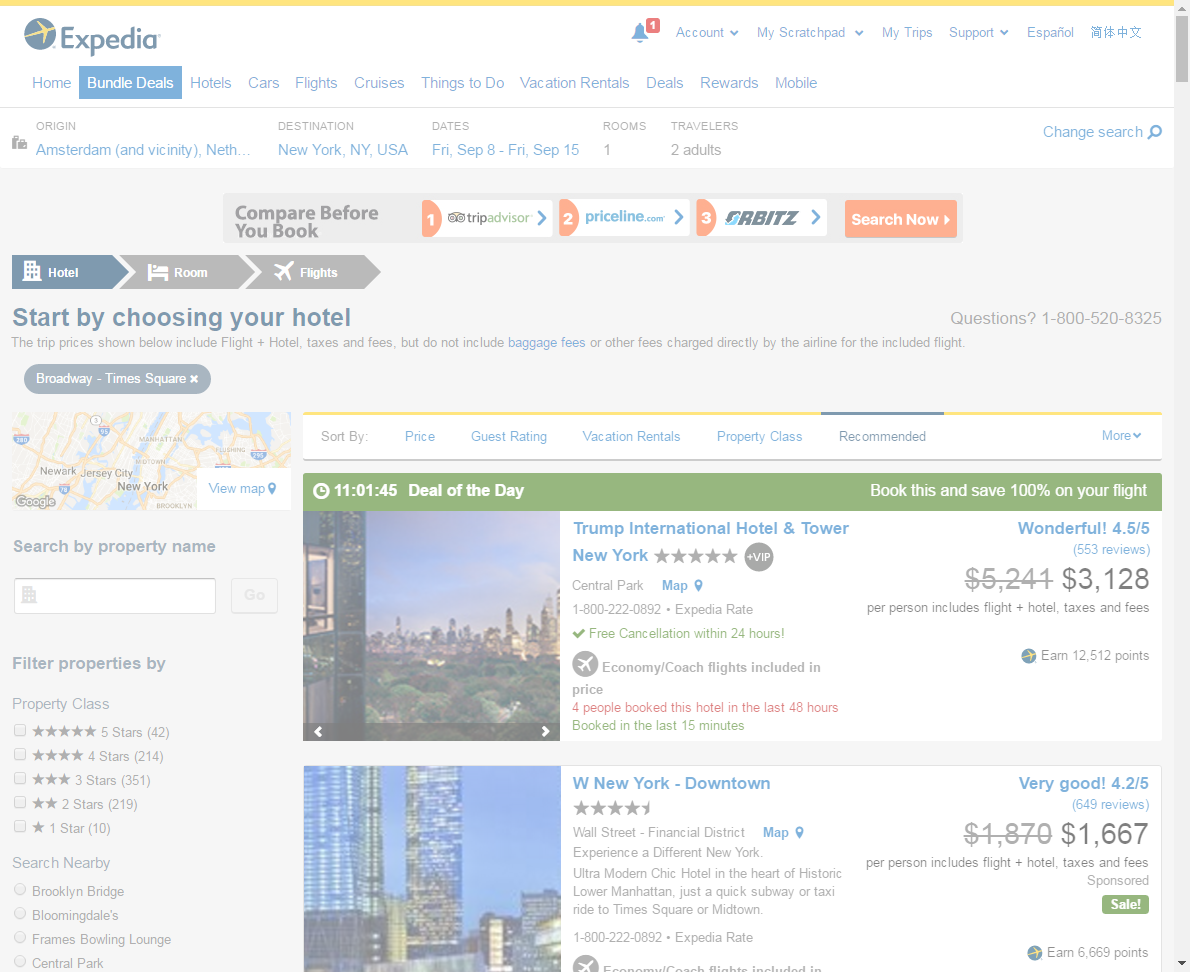 Expedia
1
Account
My Scratchpad
My Trips
Support
Español
简体中文
Home
Bundle Deals
Hotels
Cars
Flights
Cruises
Things to Do
Vacation Rentals
Deals
Rewards
Mobile
ORIGIN
Amsterdam (and vicinity), Neth...
DESTINATION
New York, NY, USA
DATES
Fri, Sep 8 - Fri, Sep 15
ROOMS
1
TRAVELERS
2 adults
Change search
Compare Before
You Book
1 tripadvisor
2 priceline.com
3 ORBITZ
Search Now
Hotel
Room
Flights
Start by choosing your hotel
Questions? 1-800-520-8325
The trip prices shown below include Flight + Hotel, taxes and fees, but do not include baggage fees or other fees charged directly by the airline for the included flight.
Broadway - Times Square ×
3
95
280
MANHATTAN
FLUSHING
MIDTOWN
295
Newark
Jersey City
78
New York
BROOKLYN
Google
View map
Search by property name
Go
Filter properties by
Property Class
5 Stars (42)
4 Stars (214)
3 Stars (351)
2 Stars (219)
1 Star (10)
Search Nearby
Brooklyn Bridge
Bloomingdale's
Frames Bowling Lounge
Central Park
Sort By:
Price
Guest Rating
Vacation Rentals
Property Class
Recommended
More
11:01:45 Deal of the Day
Book this and save 100% on your flight
Trump International Hotel & Tower
New York
+VIP
Central Park
Map
1-800-222-0892 • Expedia Rate
Free Cancellation within 24 hours!
Economy/Coach flights included in
price
4 people booked this hotel in the last 48 hours
Booked in the last 15 minutes
Wonderful! 4.5/5
(553 reviews)
$5,241 $3,128
per person includes flight + hotel, taxes and fees
Earn 12,512 points
W New York - Downtown
Wall Street - Financial District
Map
Experience a Different New York.
Ultra Modern Chic Hotel in the heart of Historic
Lower Manhattan, just a quick subway or taxi
ride to Times Square or Midtown.
1-800-222-0892 • Expedia Rate
Economy/Coach flights included in
Very good! 4.2/5
(649 reviews)
$1,870 $1,667
per person includes flight + hotel, taxes and fees
Sponsored
Sale!
Earn 6,669 points